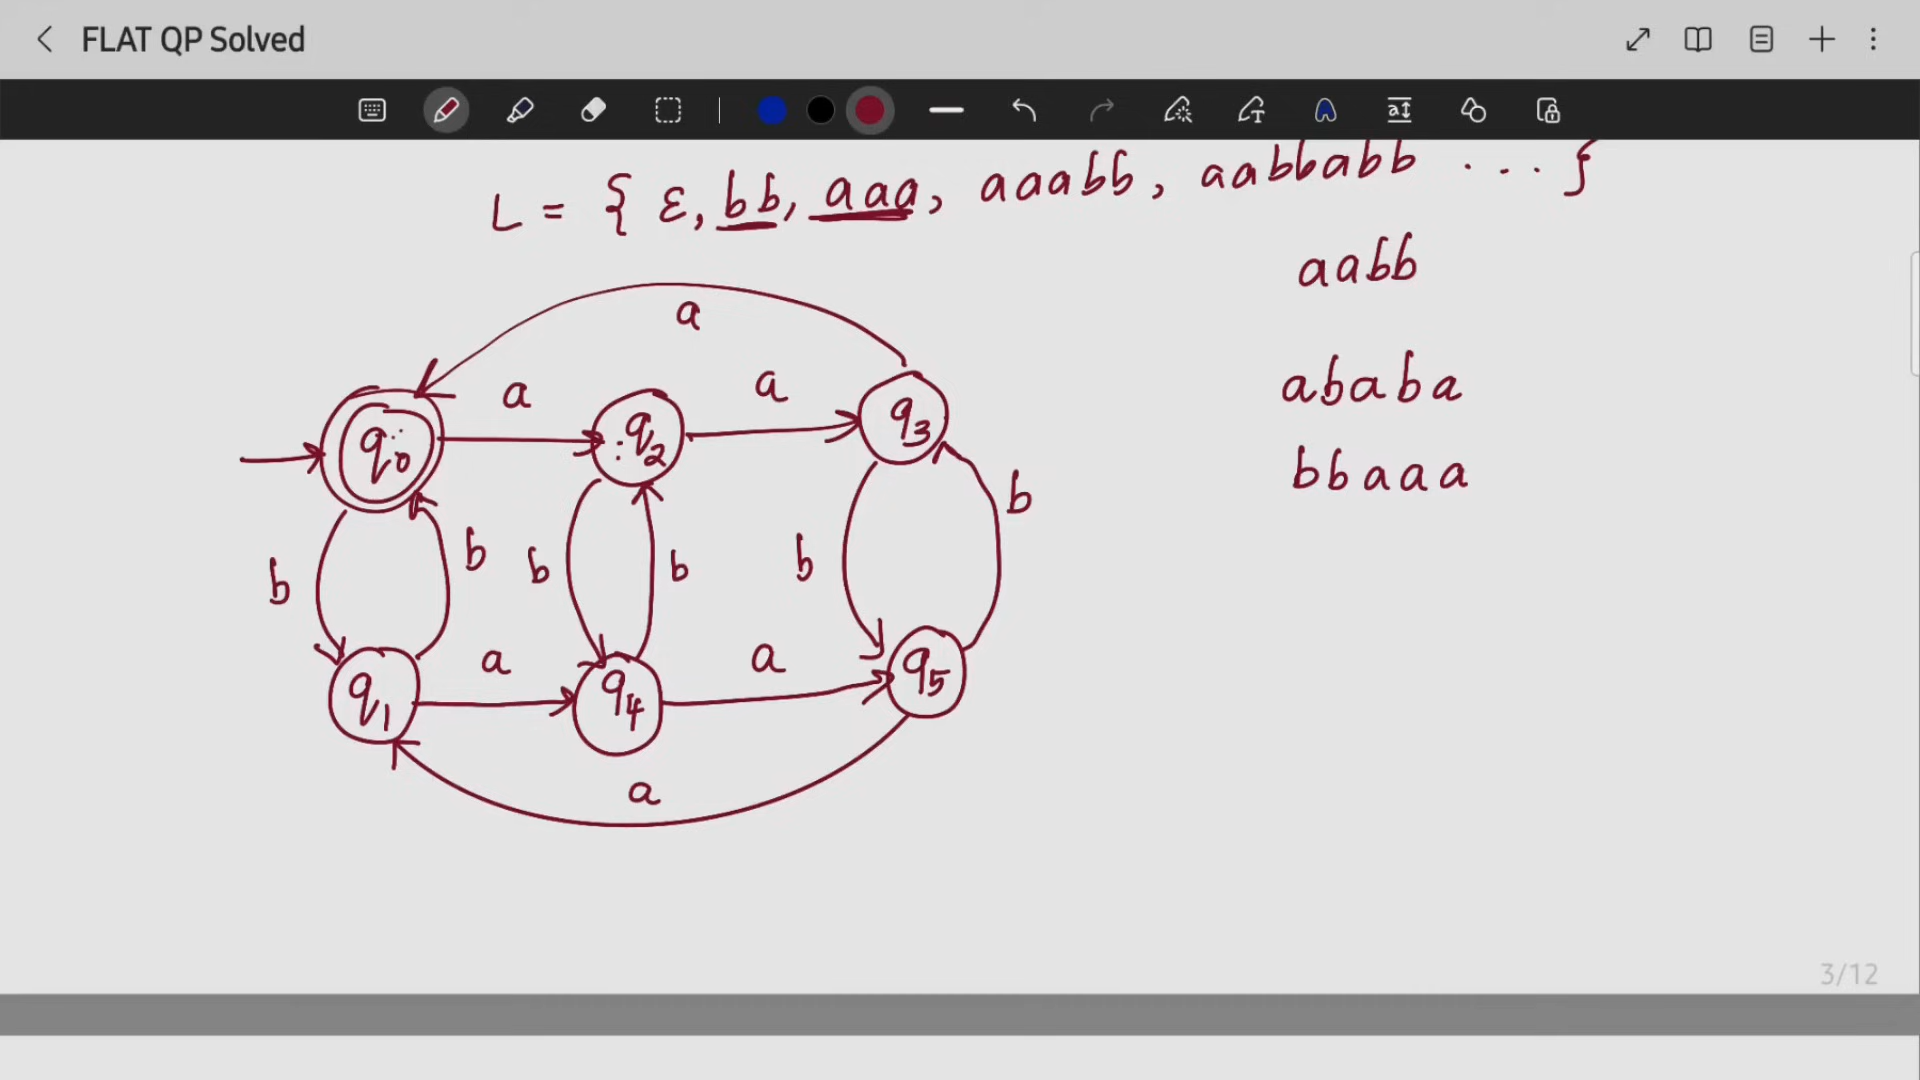 FLAT QP Solved
L = { ε, bb, aaa, aaabb, aabbabb ... }
aabb
a
ababa
a a
q0 q2 q3
bbaaa
b b b b b b
a a
q1 q4 q5
a
3/12